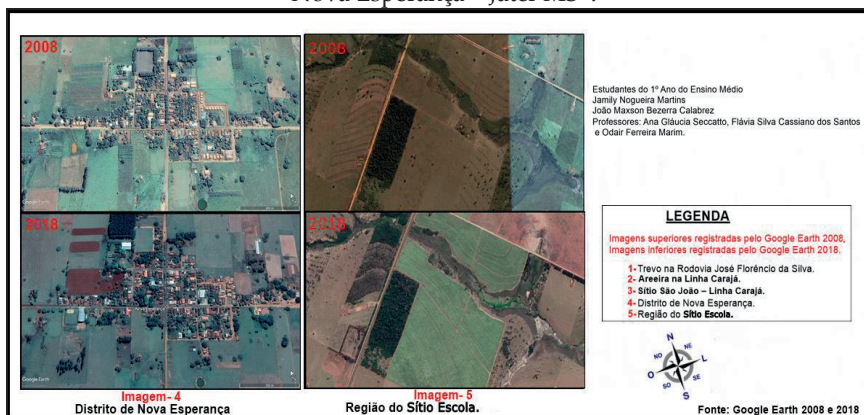 Nova Esperança - Jateí MS".
2008
2008
Google Earth
2018
2018
Google Earth
Imagem- 4
Distrito de Nova Esperança
Imagem- 5
Região do Sítio Escola.
Estudantes do 1º Ano do Ensino Médio
Jamily Nogueira Martins
João Maxson Bezerra Calabrez
Professores: Ana Gláucia Seccatto, Flávia Silva Cassiano dos Santos
e Odair Ferreira Marim.
LEGENDA
Imagens superiores registradas pelo Google Earth 2008,
Imagens inferiores registradas pelo Google Earth 2018.
1- Trevo na Rodovia José Florêncio da Silva.
2- Areeira na Linha Carajá.
3- Sítio São João – Linha Carajá.
4- Distrito de Nova Esperança.
5- Região do Sítio Escola.
N
NO
NE
O
L
SO
SE
S
Fonte: Google Earth 2008 e 2018